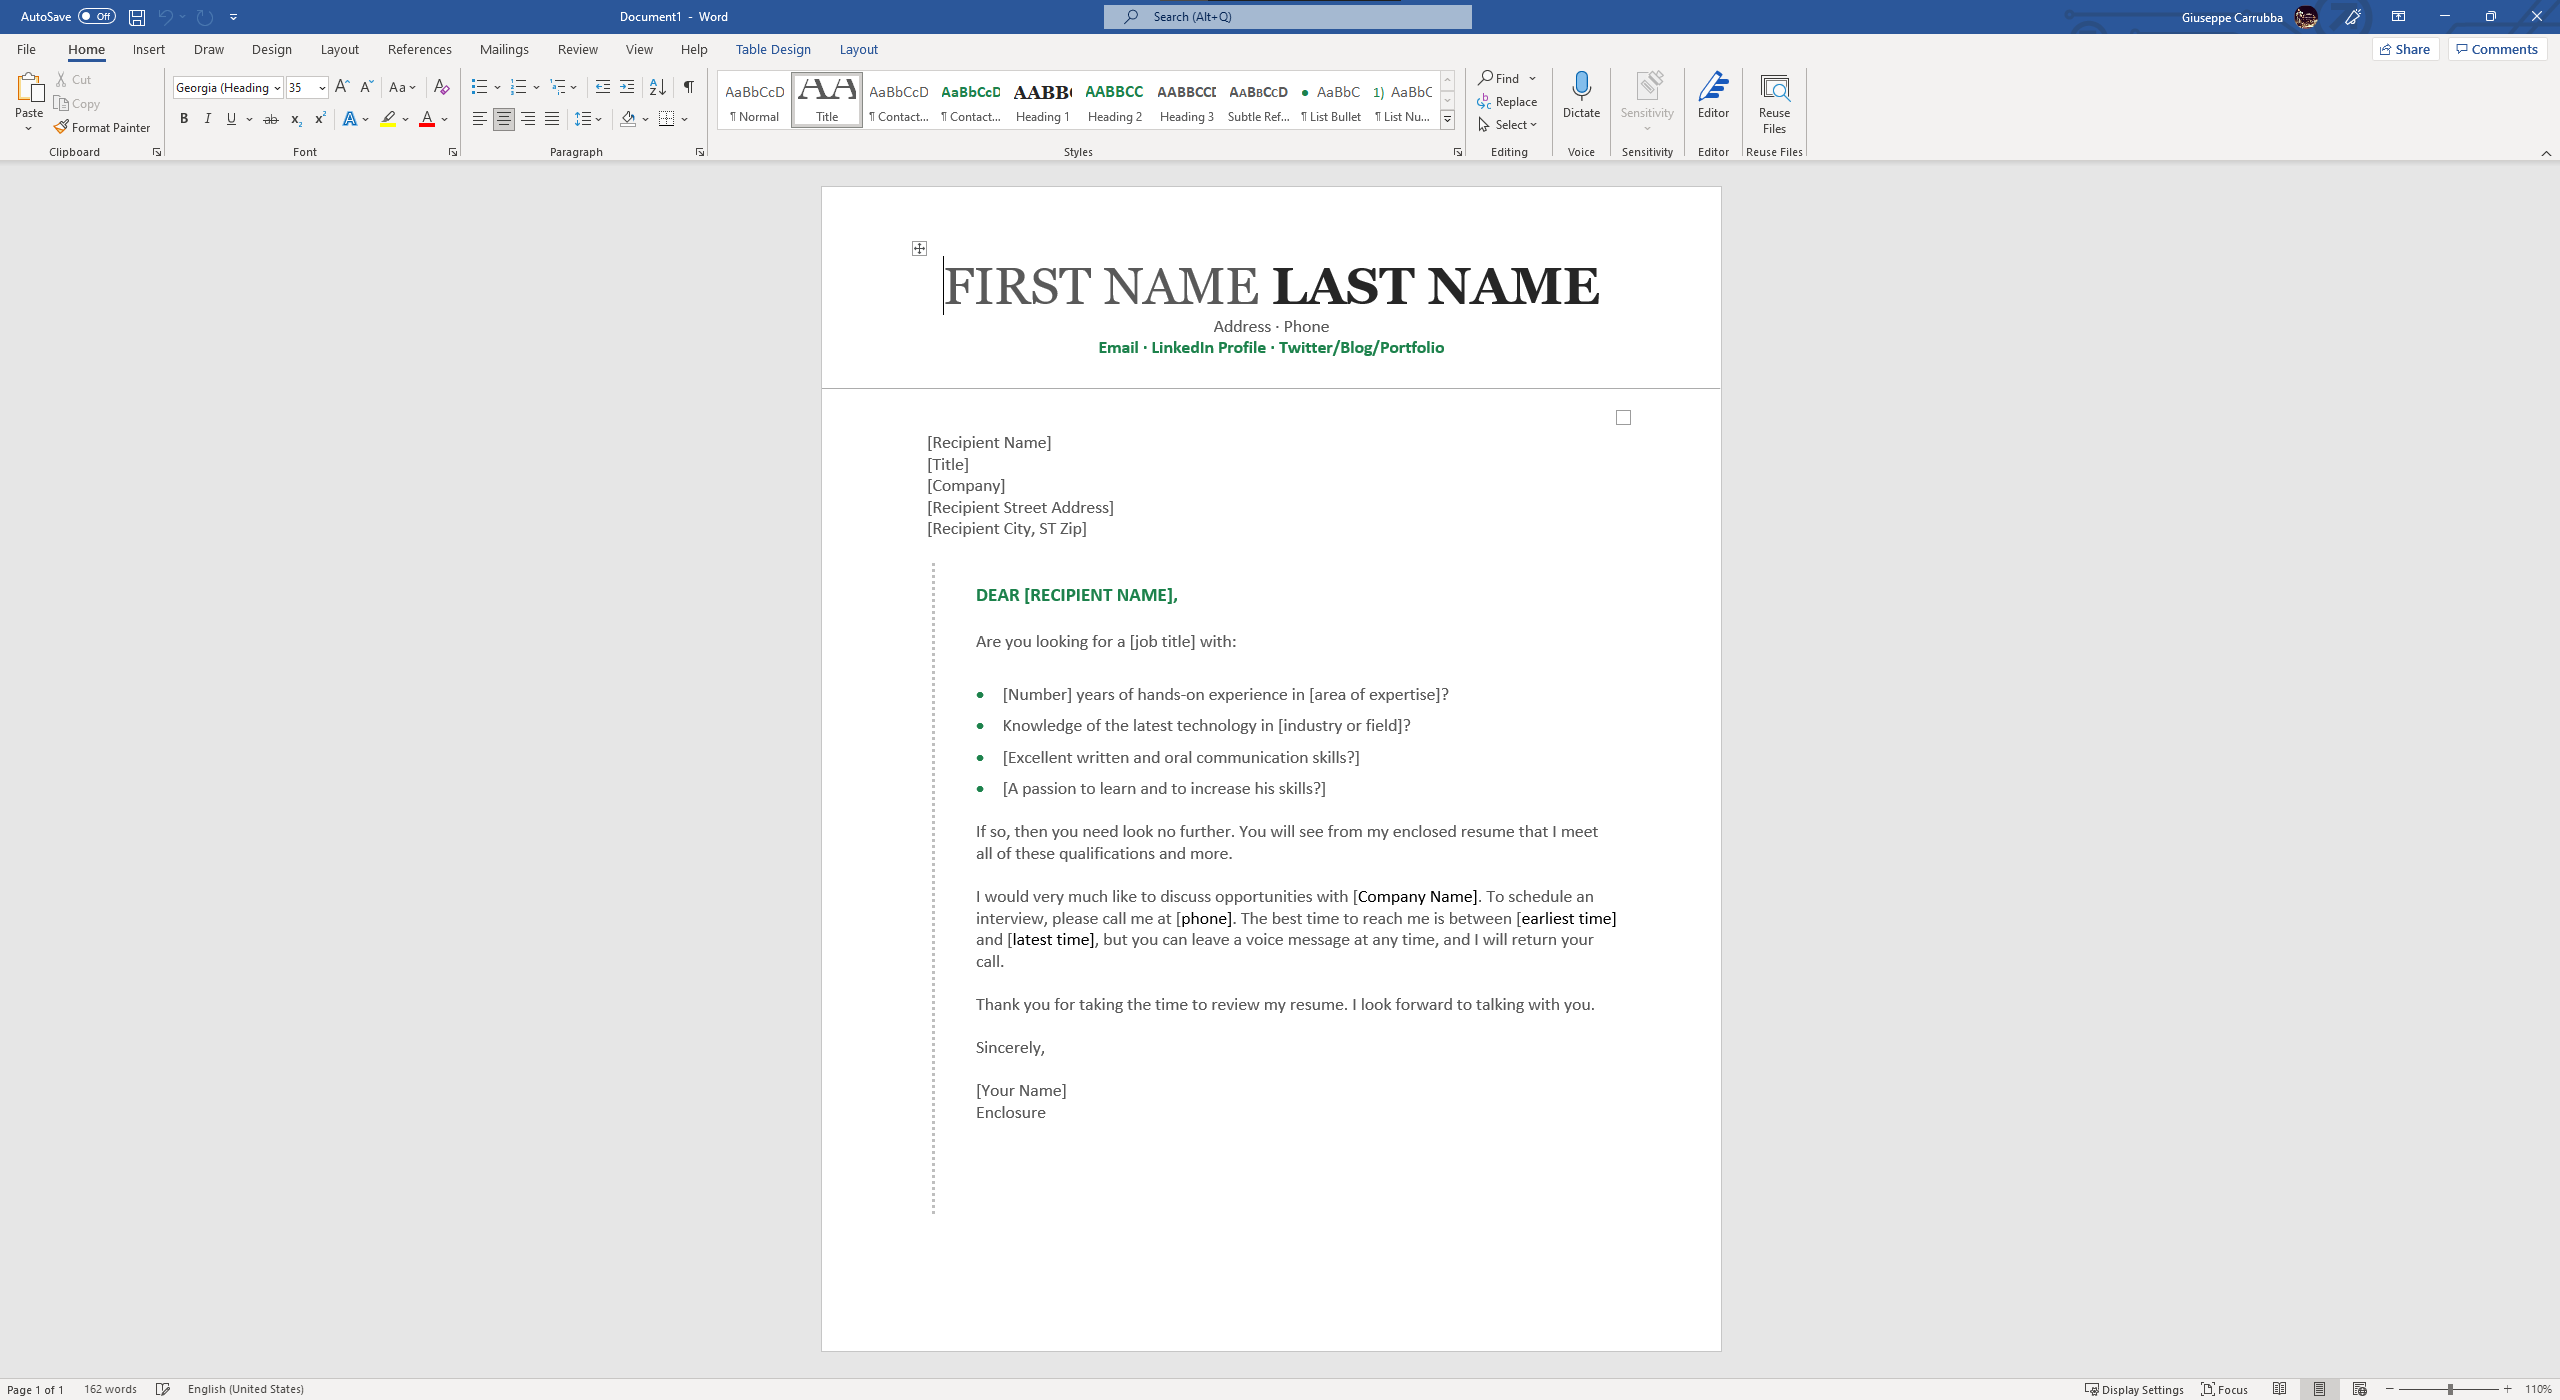 AutoSave Off Document1 - Word Search (Alt+Q) Giuseppe Carrubba
File Home Insert Draw Design Layout References Mailings Review View Help Table Design Layout Share Comments
Paste
Cut
Copy
Format Painter
Clipboard
Georgia (Heading 35
Font
Paragraph
AaBbCcD AA AaBbCcD AaBbCcD AABB AABBCC AABBCCD AABBCCD AaBbC 1) AaBbC
¶ Normal Title ¶ Contact... ¶ Contact... Heading 1 Heading 2 Heading 3 Subtle Ref... ¶ List Bullet ¶ List Nu...
Styles
Find
Replace
Select
Editing
Dictate
Voice
Sensitivity
Sensitivity
Editor
Editor
Reuse
Files
Reuse Files
FIRST NAME LAST NAME
Address · Phone
Email · LinkedIn Profile · Twitter/Blog/Portfolio
[Recipient Name]
[Title]
[Company]
[Recipient Street Address]
[Recipient City, ST Zip]
DEAR [RECIPIENT NAME],
Are you looking for a [job title] with:
• [Number] years of hands-on experience in [area of expertise]?
• Knowledge of the latest technology in [industry or field]?
• [Excellent written and oral communication skills?]
• [A passion to learn and to increase his skills?]
If so, then you need look no further. You will see from my enclosed resume that I meet
all of these qualifications and more.
I would very much like to discuss opportunities with [Company Name]. To schedule an
interview, please call me at [phone]. The best time to reach me is between [earliest time]
and [latest time], but you can leave a voice message at any time, and I will return your
call.
Thank you for taking the time to review my resume. I look forward to talking with you.
Sincerely,
[Your Name]
Enclosure
Page 1 of 1 162 words English (United States) Display Settings Focus 110%